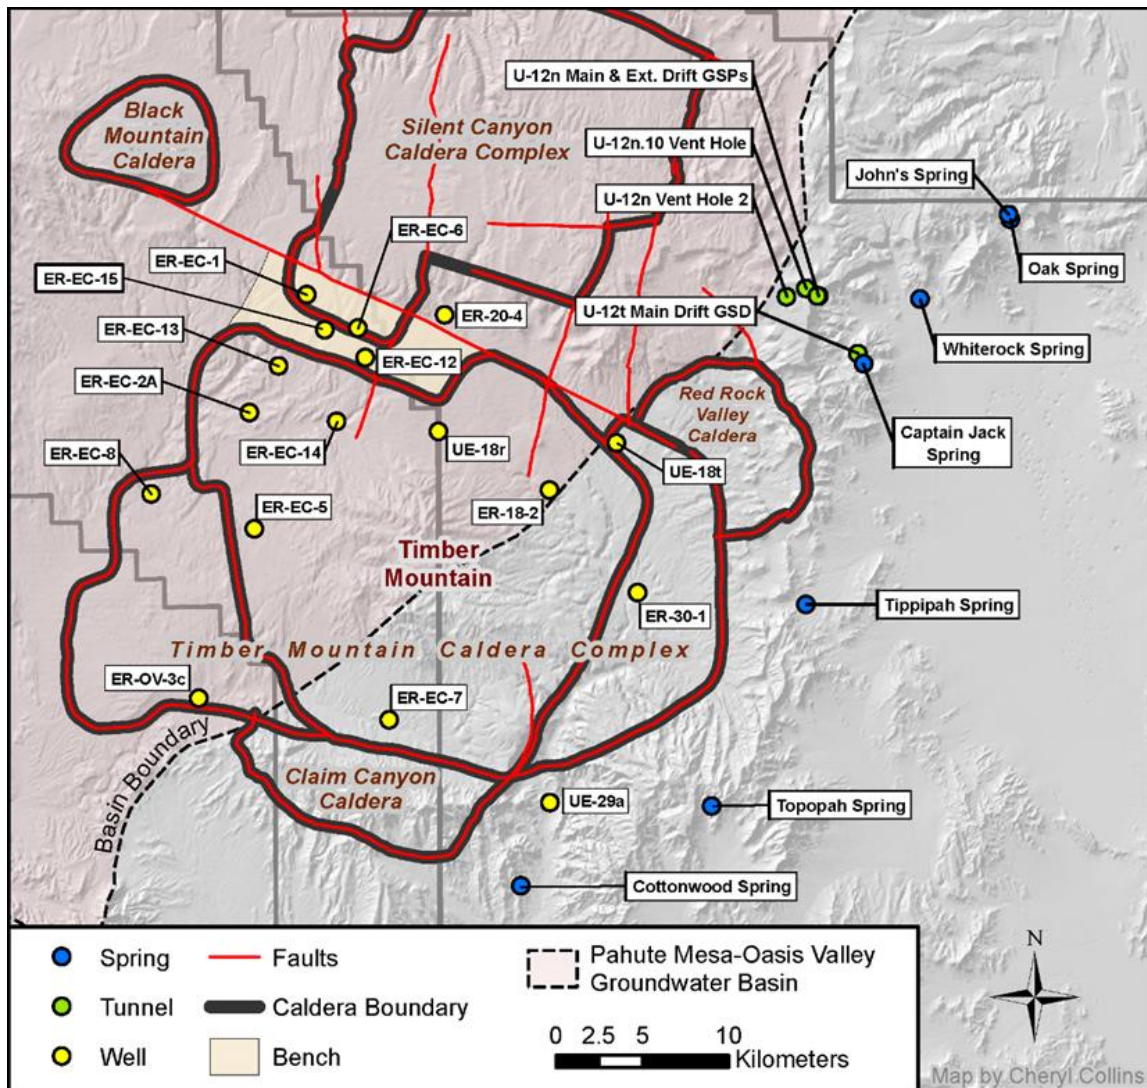 U-12n Main & Ext. Drift GSPs
Black
Mountain
Caldera
Silent Canyon
Caldera Complex
U-12n.10 Vent Hole
John's Spring
U-12n Vent Hole 2
ER-EC-6
ER-EC-1
Oak Spring
ER-EC-15
U-12t Main Drift GSD
ER-20-4
ER-EC-13
Whiterock Spring
ER-EC-12
ER-EC-2A
Red Rock
Valley
Caldera
Captain Jack
Spring
ER-EC-8
ER-EC-14
UE-18r
UE-18t
ER-EC-5
ER-18-2
Timber
Mountain
Tippipah Spring
ER-30-1
Timber Mountain Caldera Complex
ER-OV-3c
ER-EC-7
Basin Boundary
Claim Canyon
Caldera
UE-29a
Topopah Spring
Cottonwood Spring
Spring
Faults
Pahute Mesa-Oasis Valley
Groundwater Basin
N
Tunnel
Caldera Boundary
0 2.5 5 10
Kilometers
Well
Bench
Map by Cheryl Collins